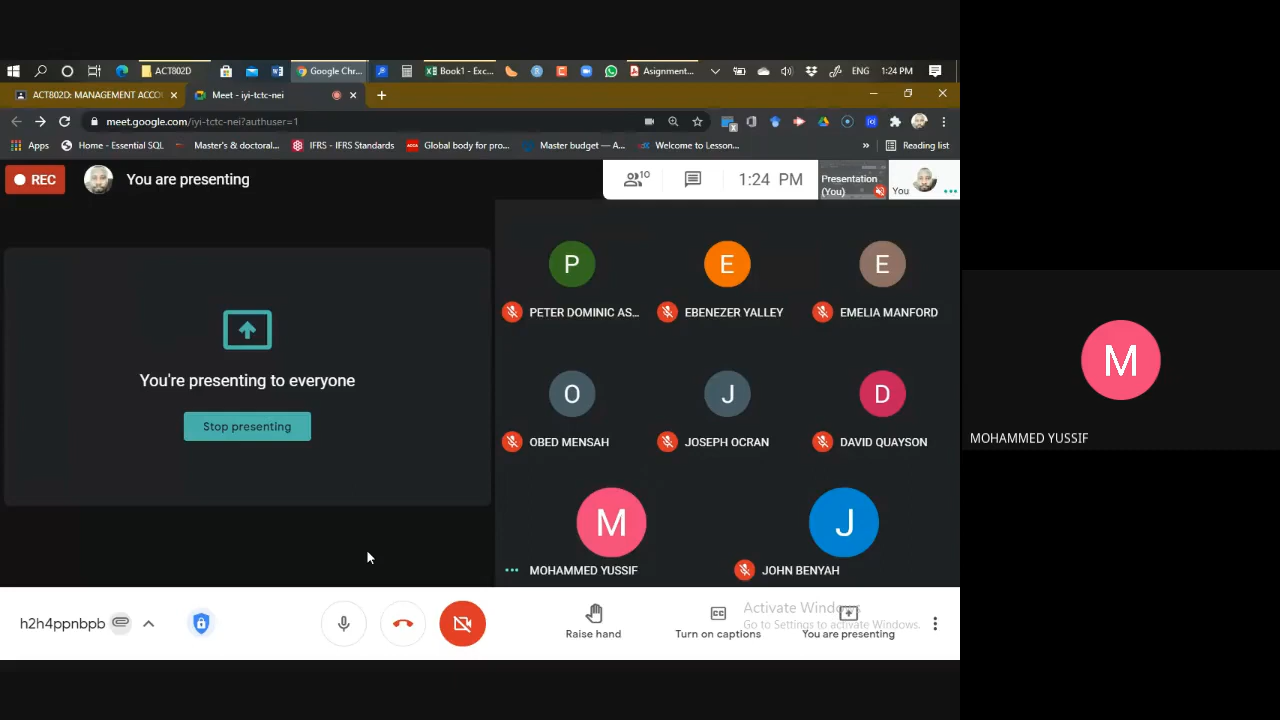 ACT802D
Google Chr...
Book1 - Exc...
Asignment...
ENG
1:24 PM
ACT802D: MANAGEMENT ACCO
Meet - iyi-tctc-nei
meet.google.com/iyi-tctc-nei?authuser=1
Apps
Home - Essential SQL
Master's & doctoral...
IFRS - IFRS Standards
ACCA
Global body for pro...
Master budget — A...
edX
Welcome to Lesson...
»
Reading list
REC
You are presenting
10
1:24 PM
Presentation
(You)
You
P
E
E
PETER DOMINIC AS...
EBENEZER YALLEY
EMELIA MANFORD
You're presenting to everyone
Stop presenting
O
J
D
OBED MENSAH
JOSEPH OCRAN
DAVID QUAYSON
M
J
MOHAMMED YUSSIF
JOHN BENYAH
M
MOHAMMED YUSSIF
h2h4ppnbpb
Raise hand
CC
Turn on captions
You are presenting
Activate Windows
Go to Settings to activate Windows.